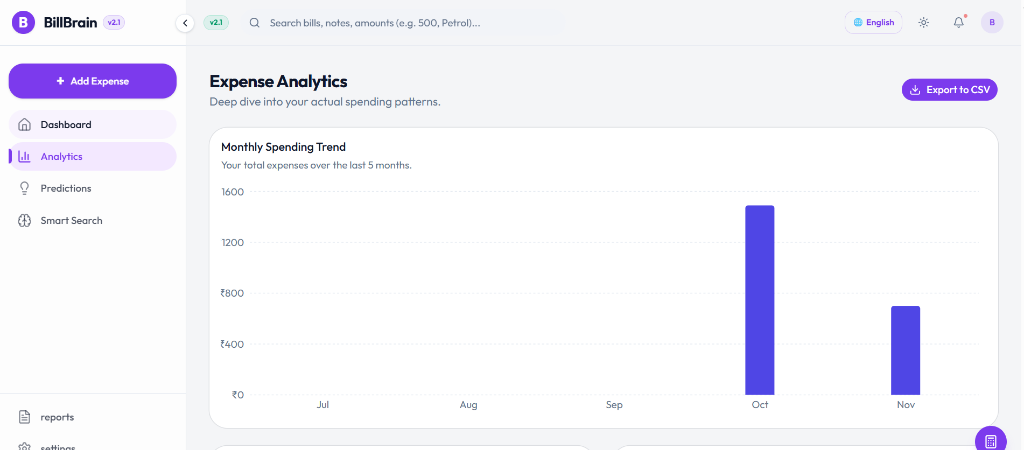 B BillBrain v2.1
v2.1
Search bills, notes, amounts (e.g. 500, Petrol)...
English
B
+ Add Expense
Dashboard
Analytics
Predictions
Smart Search
reports
settings
Expense Analytics
Deep dive into your actual spending patterns.
Export to CSV
Monthly Spending Trend
Your total expenses over the last 5 months.
1600
1200
₹800
₹400
₹0
Jul Aug Sep Oct Nov